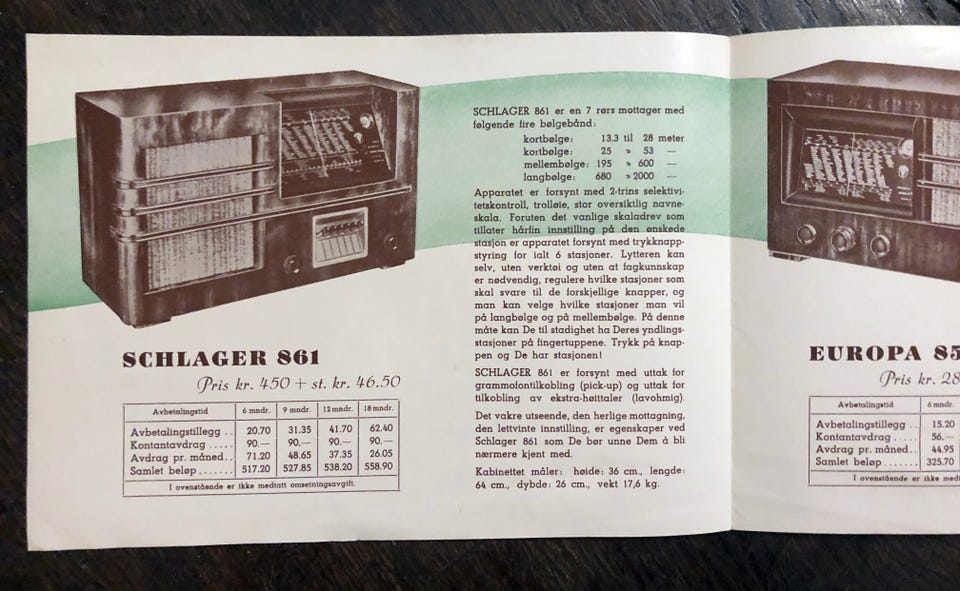 SCHLAGER 861
Pris kr. 450 + st. kr. 46.50
Avbetalingstid 6 mndr. 9 mndr. 12 mndr. 18 mndr.
Avbetalingstillegg .. 20.70 31.35 41.70 62.40
Kontantavdrag ..... 90.— 90.— 90.— 90.—
Avdrag pr. måned.. 71.20 48.65 37.35 26.05
Samlet beløp ....... 517.20 527.85 538.20 558.90
I ovenstående er ikke medtatt omsetningsavgift.
SCHLAGER 861 er en 7 rørs mottager med
følgende fire bølgebånd:
kortbølge: 13.3 til 28 meter
kortbølge: 25 » 53 —
mellembølge: 195 » 600 —
langbølge: 680 » 2000 —
Apparatet er forsynt med 2-trins selektivi-
tetskontroll, trolløie, stor oversiktlig navne-
skala. Foruten det vanlige skaladrev som
tillater hårfin innstilling på den ønskede
stasjon er apparatet forsynt med trykknapp-
styring for ialt 6 stasjoner. Lytteren kan
selv, uten verktøi og uten at fagkunnskap
er nødvendig, regulere hvilke stasjoner som
skal svare til de forskjellige knapper, og
man kan velge hvilke stasjoner man vil
på langbølge og på mellembølge. På denne
måte kan De til stadighet ha Deres yndlings-
stasjoner på fingertuppene. Trykk på knap-
pen og De har stasjonen!
SCHLAGER 861 er forsynt med uttak for
grammofontilkobling (pick-up) og uttak for
tilkobling av ekstra-høittaler (lavohmig).
Det vakre utseende, den herlige mottagning,
den lettvinte innstilling, er egenskaper ved
Schlager 861 som De bør unne Dem å bli
nærmere kjent med.
Kabinettet måler: høide: 36 cm., lengde:
64 cm., dybde: 26 cm., vekt 17,6 kg.
EUROPA 85
Pris kr. 28
Avbetalingstid 6 mndr.
Avbetalingstillegg .. 15.20
Kontantavdrag ..... 56.—
Avdrag pr. måned .. 44.95
Samlet beløp ....... 325.70
I ovenstående er ikke med